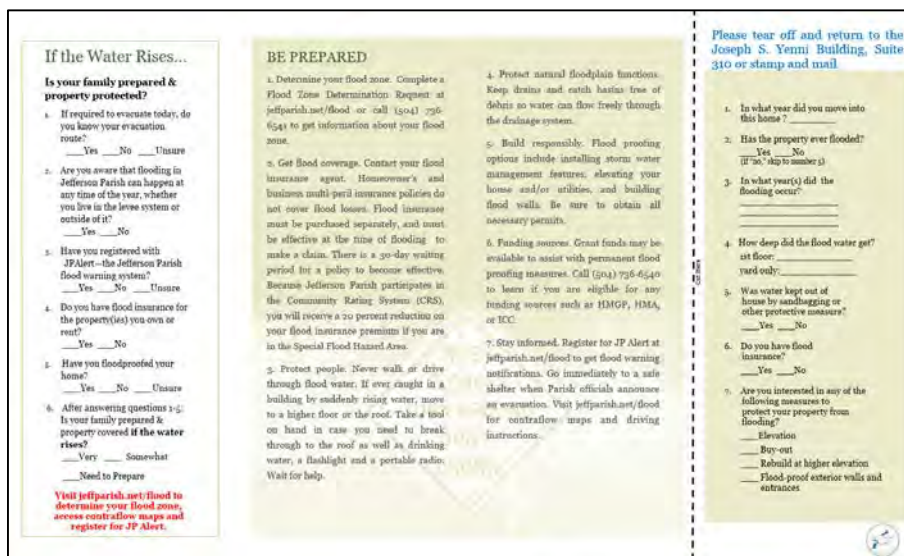 If the Water Rises...
Is your family prepared &
property protected?
1. If required to evacuate today, do
you know your evacuation
route?
___Yes ___No ___Unsure
2. Are you aware that flooding in
Jefferson Parish can happen at
any time of the year, whether
you live in the levee system or
outside of it?
___Yes ___No
3. Have you registered with
JPAlert—the Jefferson Parish
flood warning system?
___Yes ___No ___Unsure
4. Do you have flood insurance for
the property(ies) you own or
rent?
___Yes ___No
5. Have you floodproofed your
home?
___Yes ___No ___Unsure
6. After answering questions 1-5:
Is your family prepared &
property covered if the water
rises?
___Very ___ Somewhat
___Need to Prepare
Visit jeffparish.net/flood to
determine your flood zone,
access contraflow maps and
register for JP Alert.
BE PREPARED
1. Determine your flood zone. Complete a
Flood Zone Determination Request at
jeffparish.net/flood or call (504) 736-
6541 to get information about your flood
zone.
2. Get flood coverage. Contact your flood
insurance agent. Homeowner's and
business multi-peril insurance policies do
not cover flood losses. Flood insurance
must be purchased separately, and must
be effective at the time of flooding to
make a claim. There is a 30-day waiting
period for a policy to become effective.
Because Jefferson Parish participates in
the Community Rating System (CRS),
you will receive a 20 percent reduction on
your flood insurance premium if you are
in the Special Flood Hazard Area.
3. Protect people. Never walk or drive
through flood water. If ever caught in a
building by suddenly rising water, move
to a higher floor or the roof. Take a tool
on hand in case you need to break
through to the roof as well as drinking
water, a flashlight and a portable radio.
Wait for help.
4. Protect natural floodplain functions.
Keep drains and catch basins free of
debris so water can flow freely through
the drainage system.
5. Build responsibly. Flood proofing
options include installing storm water
management features, elevating your
house and/or utilities, and building
flood walls. Be sure to obtain all
necessary permits.
6. Funding sources. Grant funds may be
available to assist with permanent flood
proofing measures. Call (504) 736-6540
to learn if you are eligible for any
funding sources such as HMGP, HMA,
or ICC.
7. Stay informed. Register for JP Alert at
jeffparish.net/flood to get flood warning
notifications. Go immediately to a safe
shelter when Parish officials announce
an evacuation. Visit jeffparish.net/flood
for contraflow maps and driving
instructions.
Please tear off and return to the
Joseph S. Yenni Building, Suite
310 or stamp and mail
1. In what year did you move into
this home ? __________
2. Has the property ever flooded?
___Yes ___No
(If "no," skip to number 5)
3. In what year(s) did the
flooding occur?
4. How deep did the flood water get?
1st floor: __________
yard only: __________
5. Was water kept out of
house by sandbagging or
other protective measure?
___Yes ___No
6. Do you have flood
insurance?
___Yes ___No
7. Are you interested in any of the
following measures to
protect your property from
flooding?
___ Elevation
___ Buy-out
___ Rebuild at higher elevation
___ Flood-proof exterior walls and
entrances